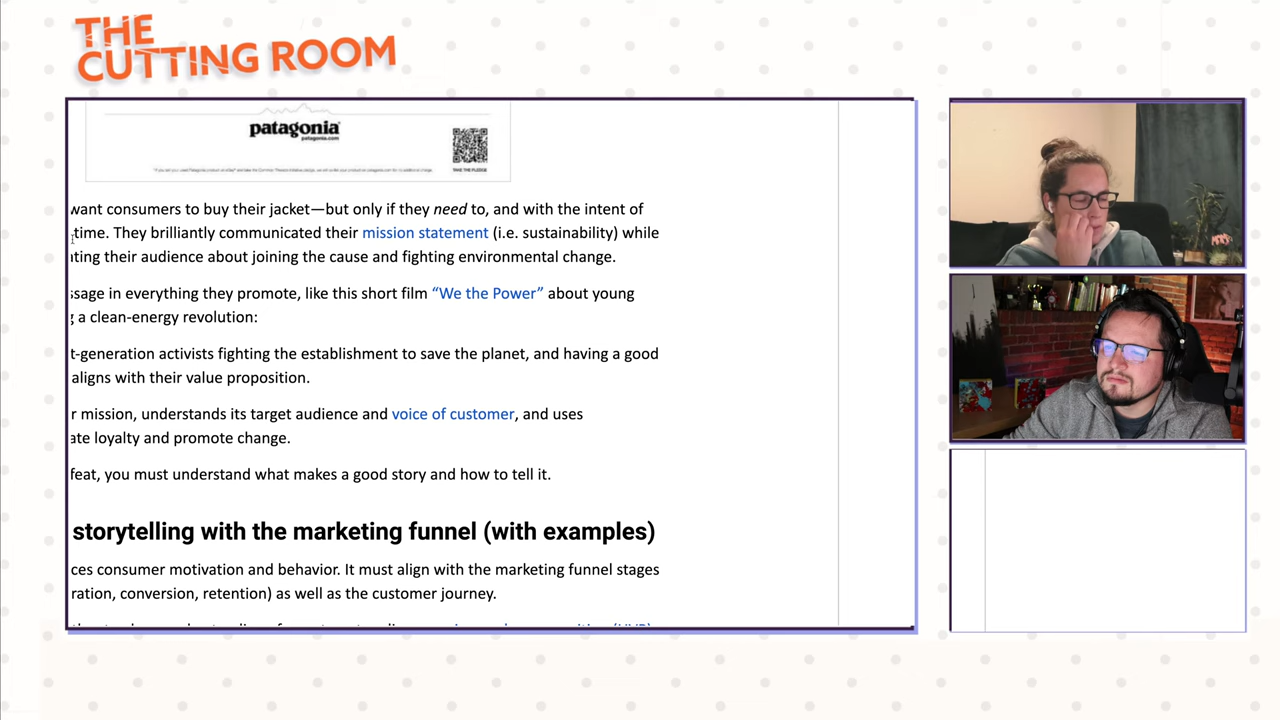 THE
CUTTING ROOM
patagonia
patagonia.com
TAKE THE PLEDGE
want consumers to buy their jacket—but only if they need to, and with the intent of
time. They brilliantly communicated their mission statement (i.e. sustainability) while
ting their audience about joining the cause and fighting environmental change.
ssage in everything they promote, like this short film “We the Power” about young
g a clean-energy revolution:
t-generation activists fighting the establishment to save the planet, and having a good
aligns with their value proposition.
r mission, understands its target audience and voice of customer, and uses
ate loyalty and promote change.
feat, you must understand what makes a good story and how to tell it.
storytelling with the marketing funnel (with examples)
ces consumer motivation and behavior. It must align with the marketing funnel stages
ration, conversion, retention) as well as the customer journey.